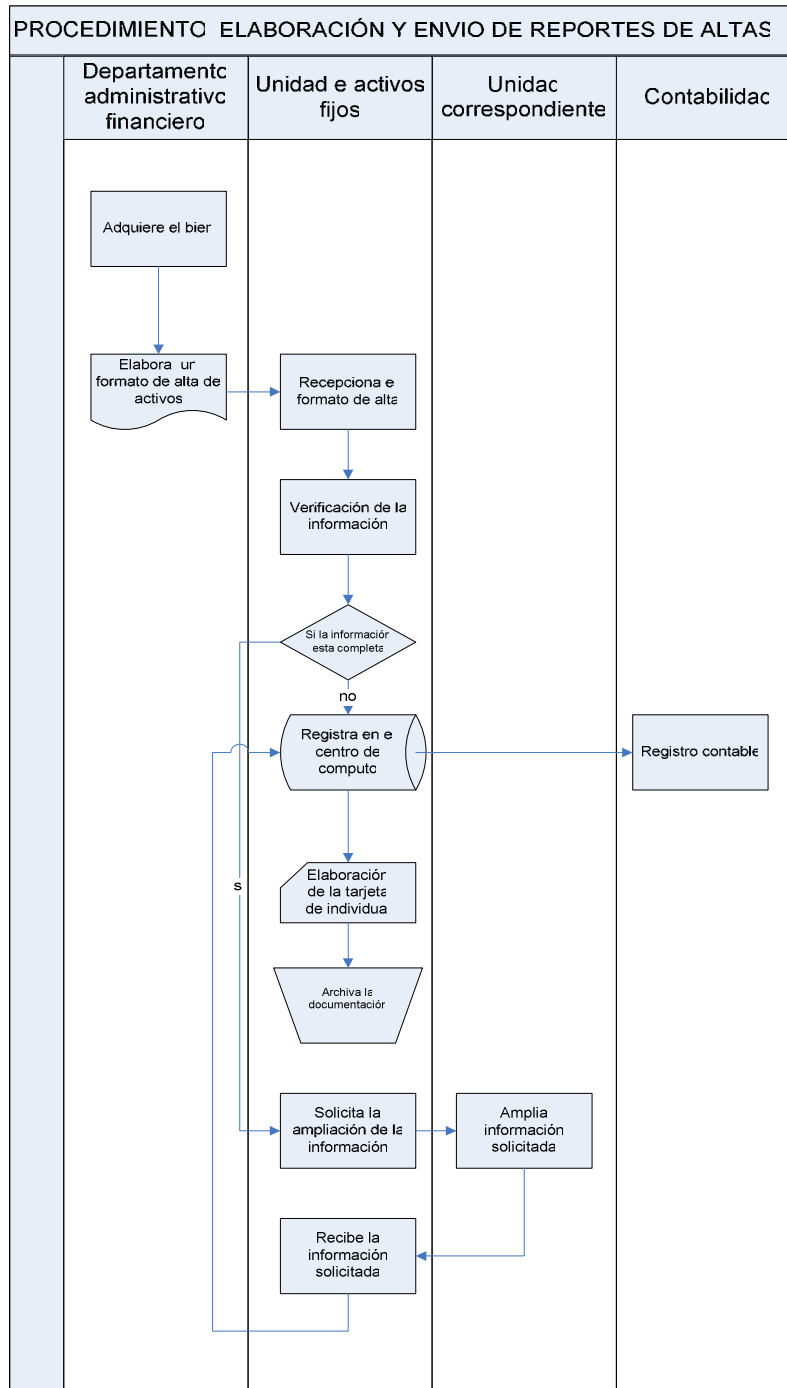 PROCEDIMIENTO ELABORACIÓN Y ENVIO DE REPORTES DE ALTAS
Departamento
administrativo
financiero
Unidad e activos
fijos
Unidad
correspondiente
Contabilidad
Adquiere el bien
Elabora un
formato de alta de
activos
Recepciona e
formato de alta
Verificación de la
información
Si la información
esta completa
no
Registra en e
centro de
computo
Registro contable
Elaboración
de la tarjeta
de individua
s
Archiva la
documentación
Solicita la
ampliación de la
información
Amplia
información
solicitada
Recibe la
información
solicitada